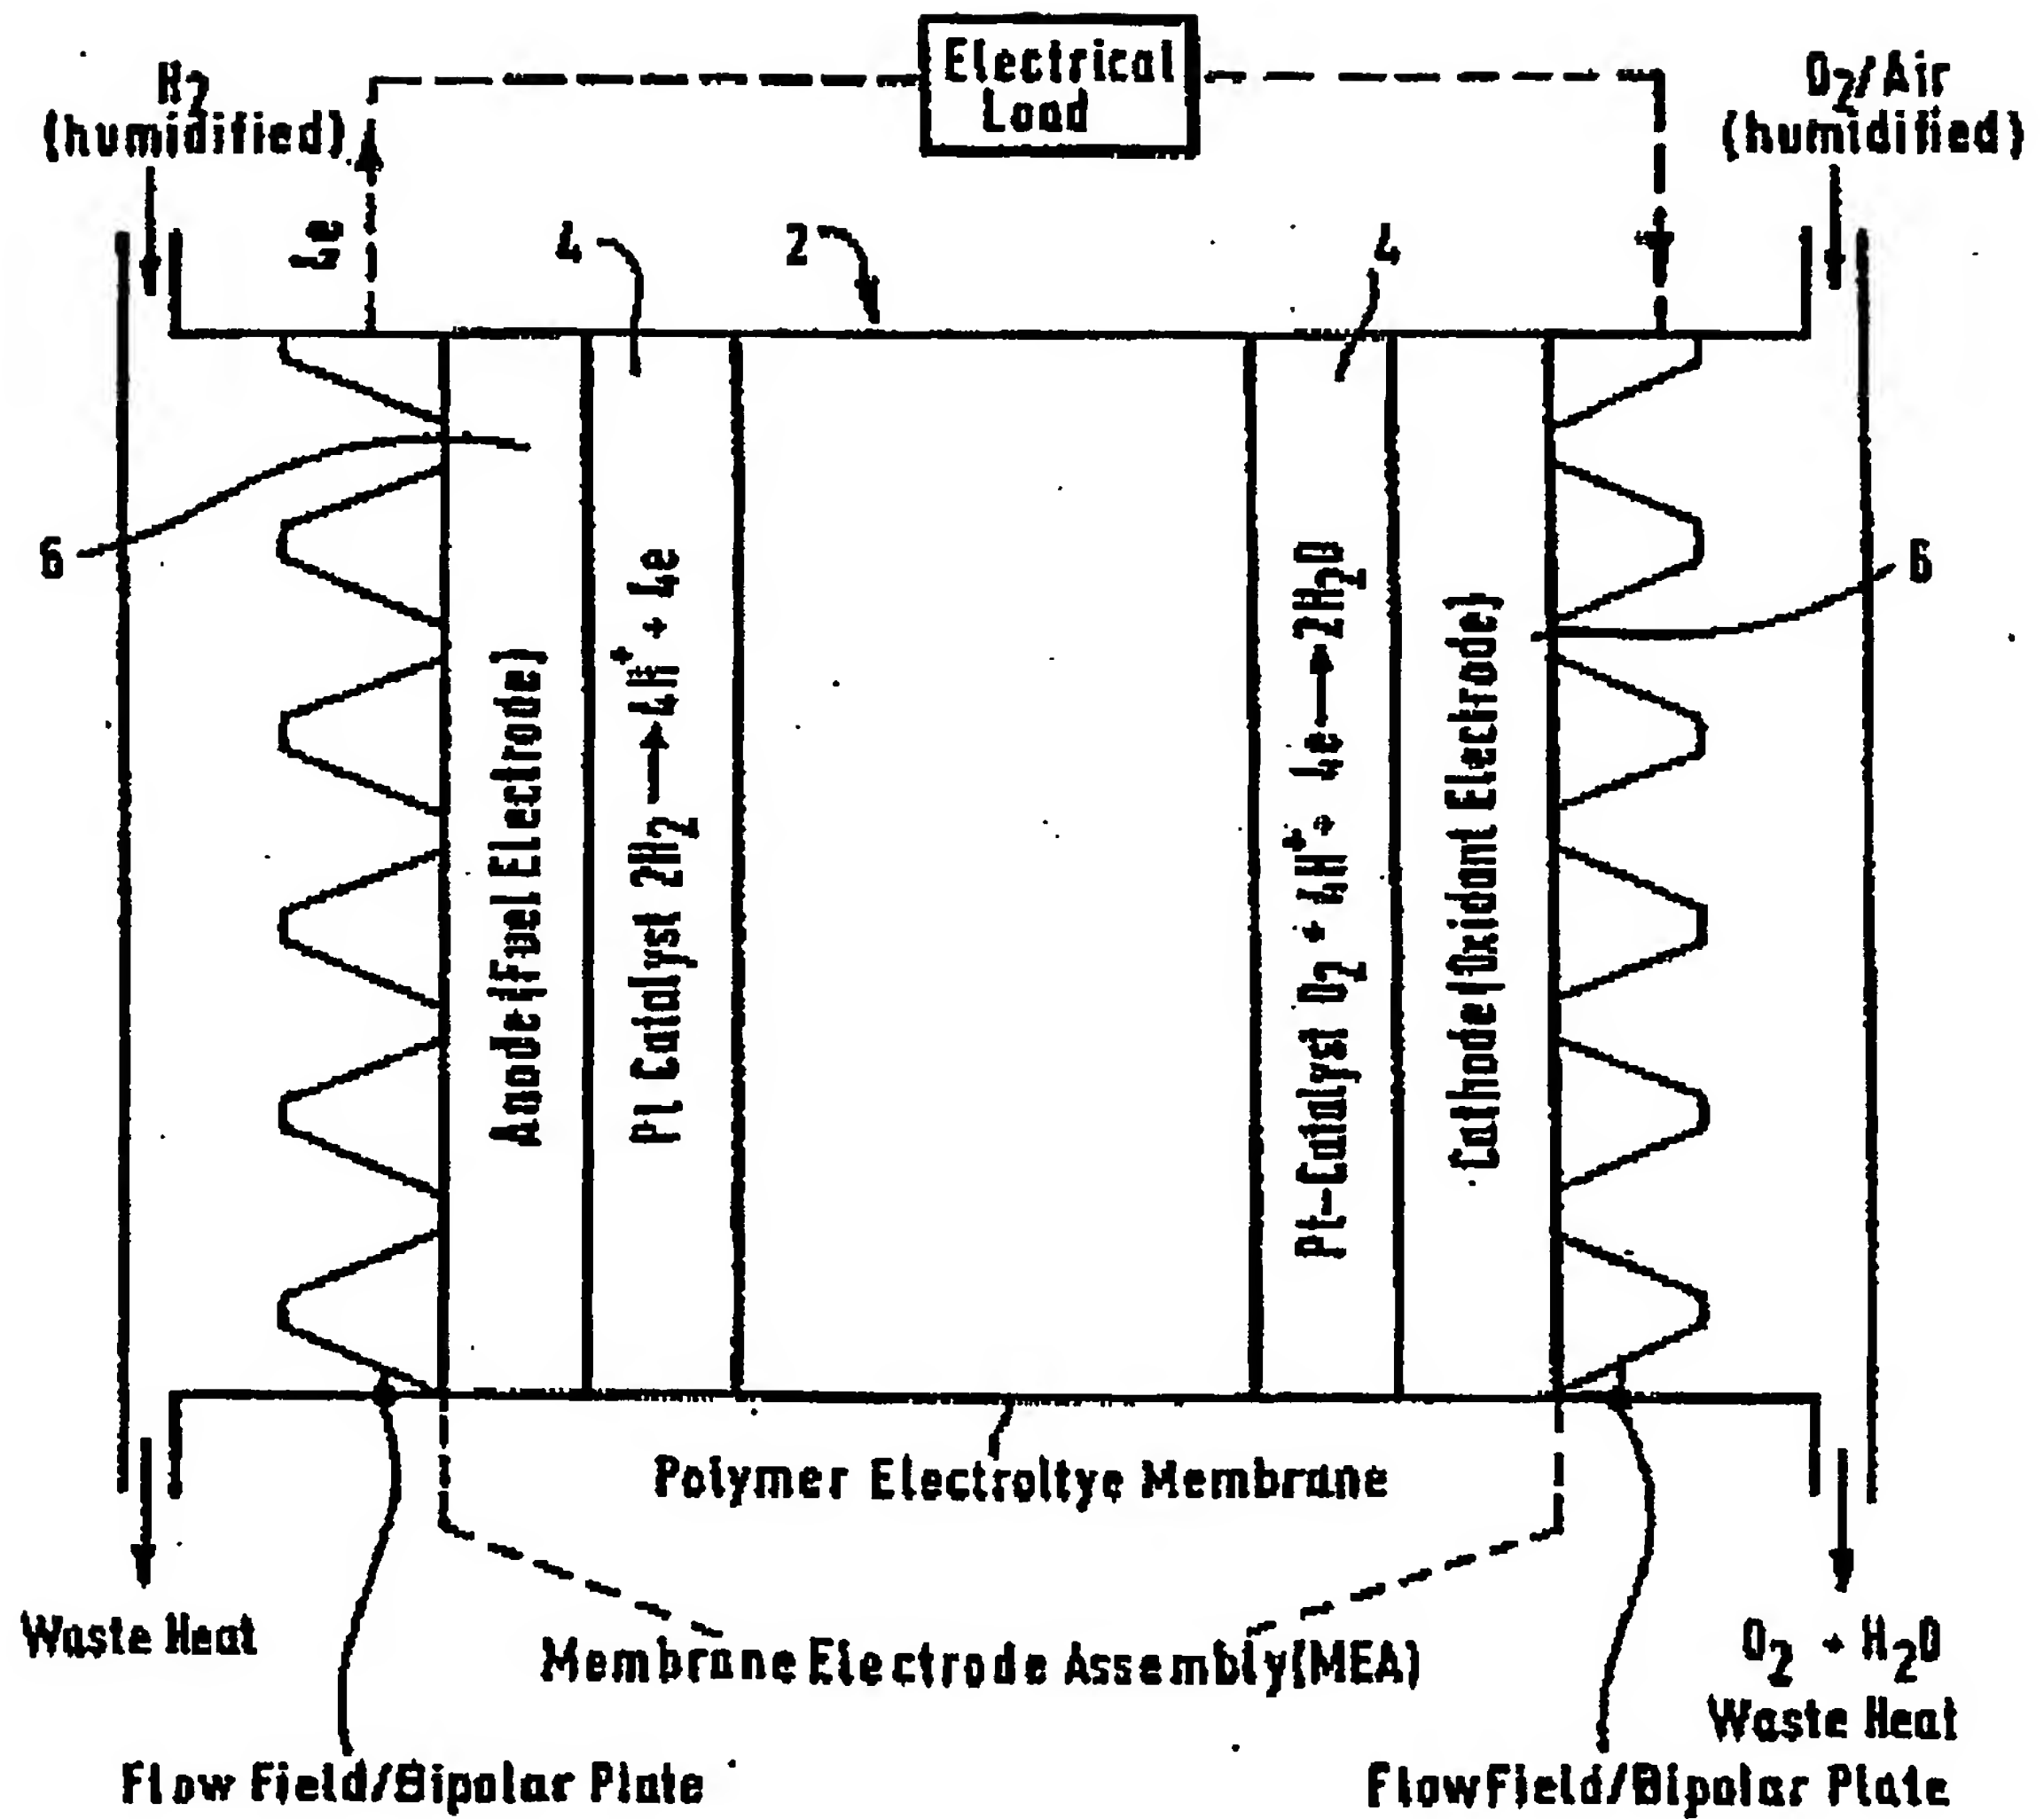 Electrical
Load
H2
(humidified)
O2/Air
(humidified)
4
2
4
6
6
Anode (Fuel Electrode)
Pt Catalyst 2H2 → 4H+ + 4e
Pt-Catalyst O2 + 4H+ + 4e → 2H2O
Cathode (Oxidant Electrode)
Polymer Electroltye Membrane
Waste Heat
Membrane Electrode Assembly (MEA)
O2 + H2O
Waste Heat
Flow Field/Bipolar Plate
Flow Field/Bipolar Plate